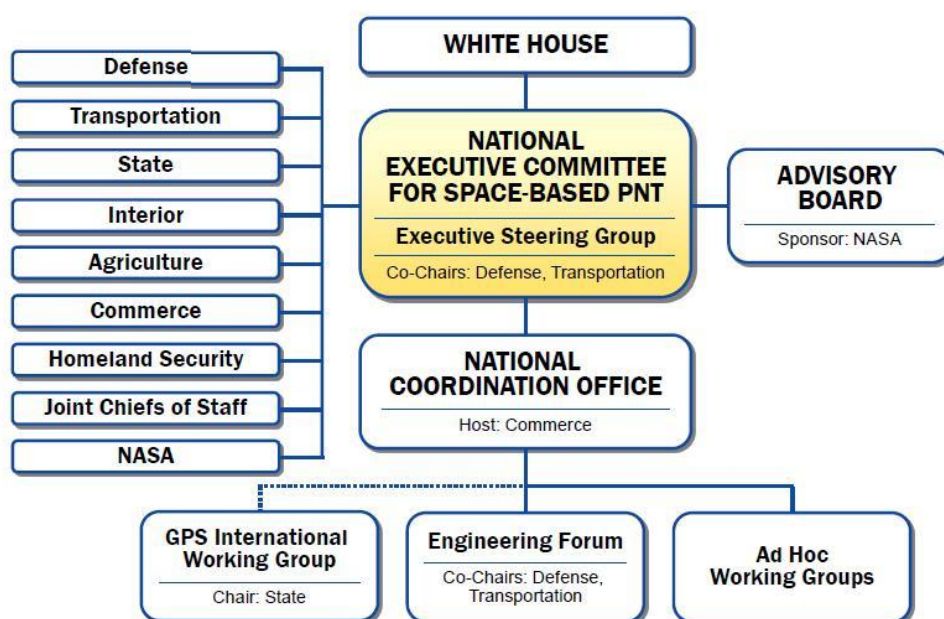 WHITE HOUSE
Defense
Transportation
State
Interior
Agriculture
Commerce
Homeland Security
Joint Chiefs of Staff
NASA
NATIONAL
EXECUTIVE COMMITTEE
FOR SPACE-BASED PNT
Executive Steering Group
Co-Chairs: Defense, Transportation
ADVISORY
BOARD
Sponsor: NASA
NATIONAL
COORDINATION OFFICE
Host: Commerce
GPS International
Working Group
Chair: State
Engineering Forum
Co-Chairs: Defense,
Transportation
Ad Hoc
Working Groups